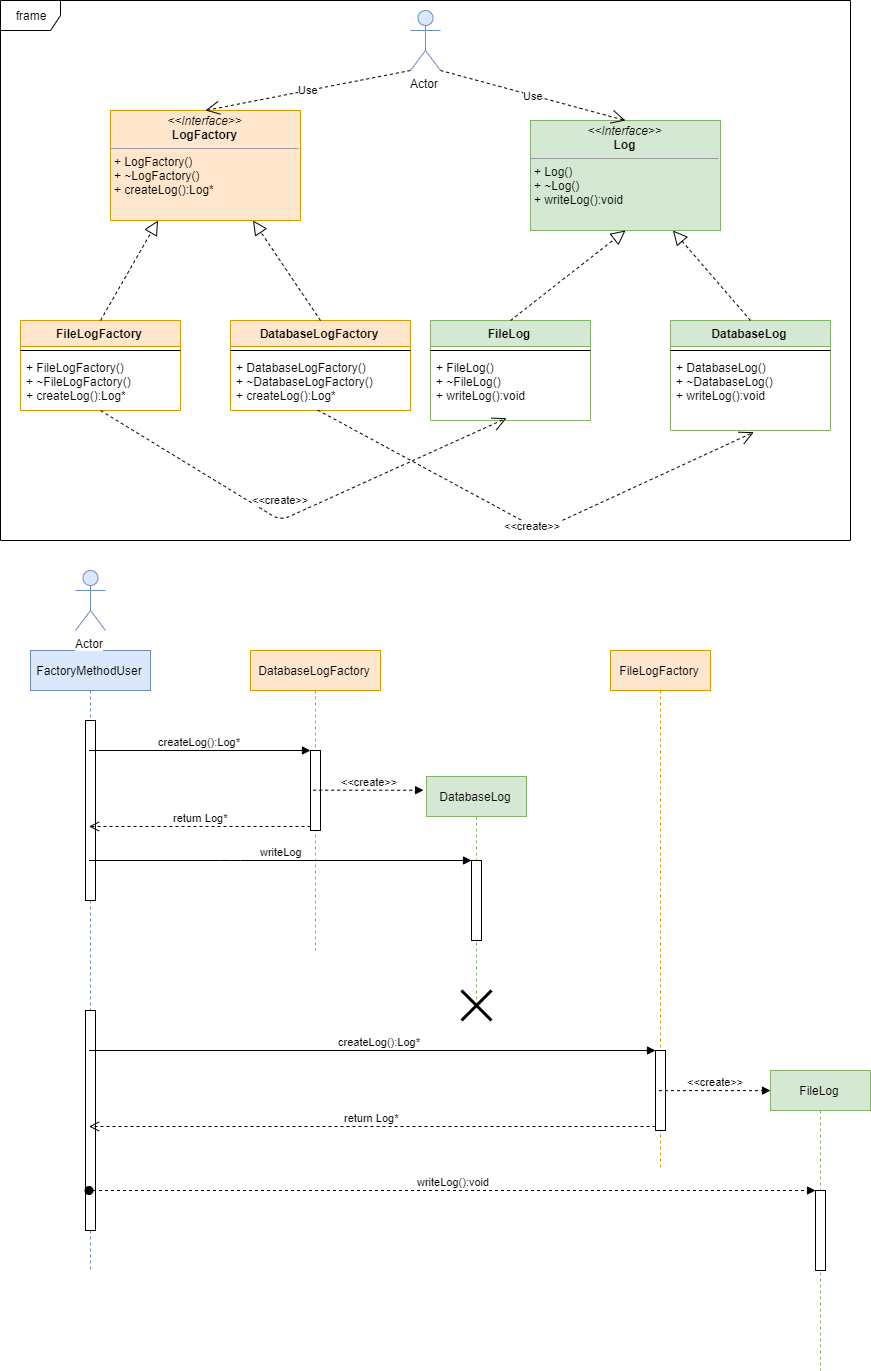 frame
Actor
Use
Use
<<Interface>>
LogFactory
+ LogFactory()
+ ~LogFactory()
+ createLog():Log*
<<Interface>>
Log
+ Log()
+ ~Log()
+ writeLog():void
FileLogFactory
+ FileLogFactory()
+ ~FileLogFactory()
+ createLog():Log*
DatabaseLogFactory
+ DatabaseLogFactory()
+ ~DatabaseLogFactory()
+ createLog():Log*
FileLog
+ FileLog()
+ ~FileLog()
+ writeLog():void
DatabaseLog
+ DatabaseLog()
+ ~DatabaseLog()
+ writeLog():void
<<create>>
<<create>>
Actor
FactoryMethodUser
DatabaseLogFactory
FileLogFactory
createLog():Log*
<<create>>
DatabaseLog
return Log*
writeLog
createLog():Log*
<<create>>
FileLog
return Log*
writeLog():void